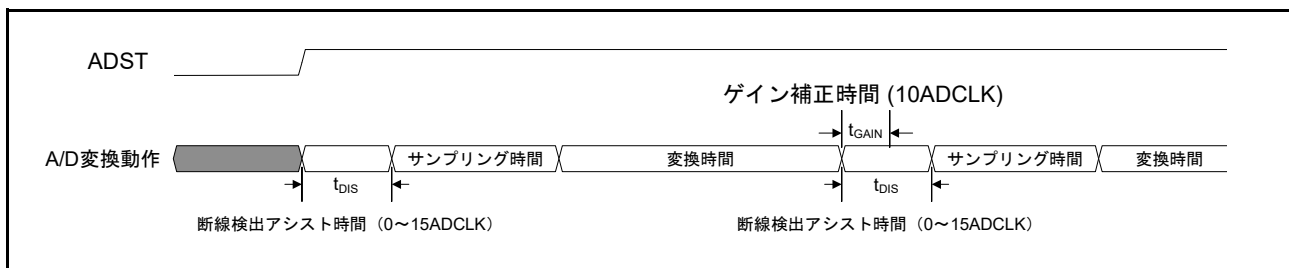 ADST
ゲイン補正時間 (10ADCLK)
tGAIN
A/D変換動作
サンプリング時間
変換時間
サンプリング時間
変換時間
tDIS
tDIS
断線検出アシスト時間（0～15ADCLK）
断線検出アシスト時間（0～15ADCLK）